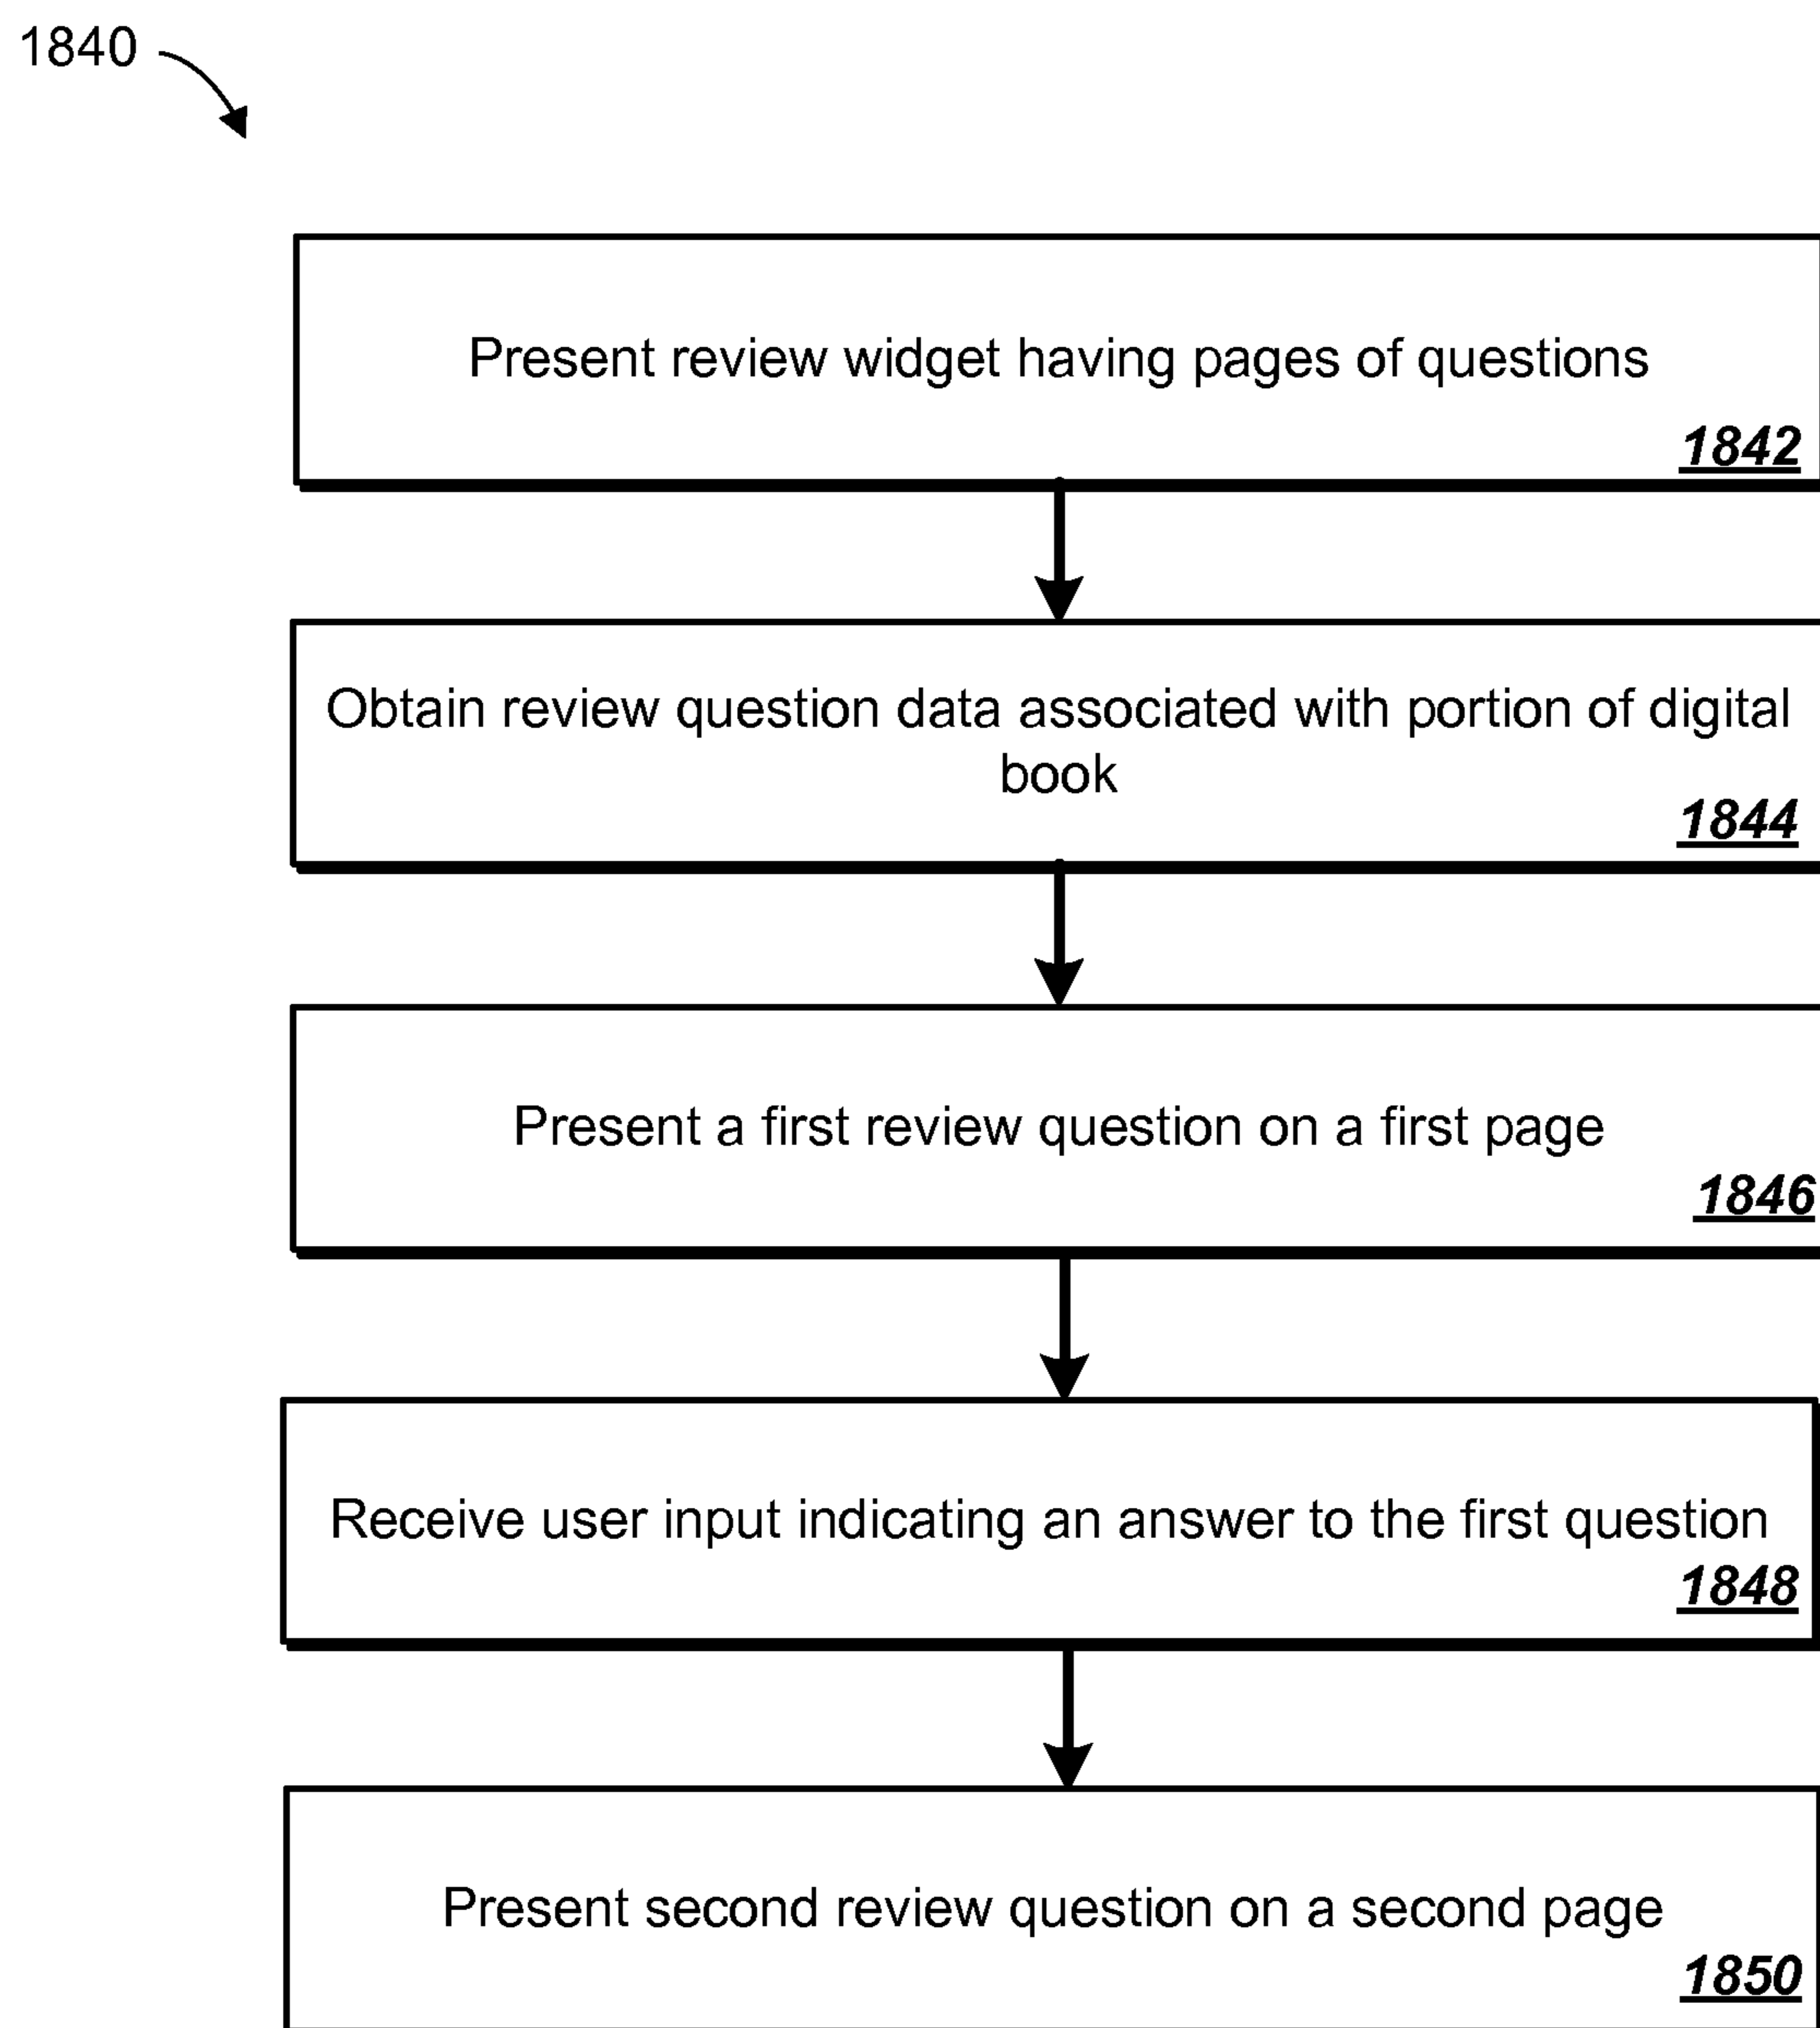 1840
Present review widget having pages of questions
1842
Obtain review question data associated with portion of digital
book
1844
Present a first review question on a first page
1846
Receive user input indicating an answer to the first question
1848
Present second review question on a second page
1850